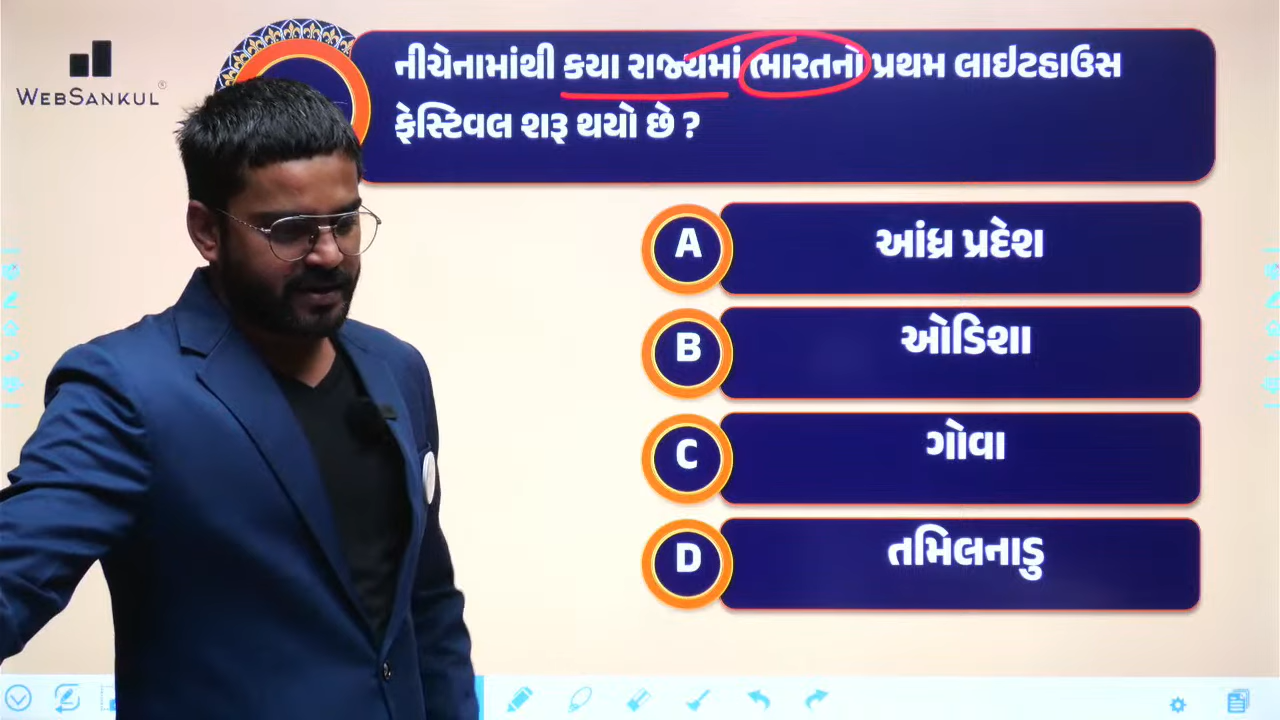 WEBSANKUL®
નીચેનામાંથી કયા રાજ્યમાં ભારતનો પ્રથમ લાઇટહાઉસ
ફેસ્ટિવલ શરૂ થયો છે ?
A આંધ્ર પ્રદેશ
B ઓડિશા
C ગોવા
D તમિલનાડુ